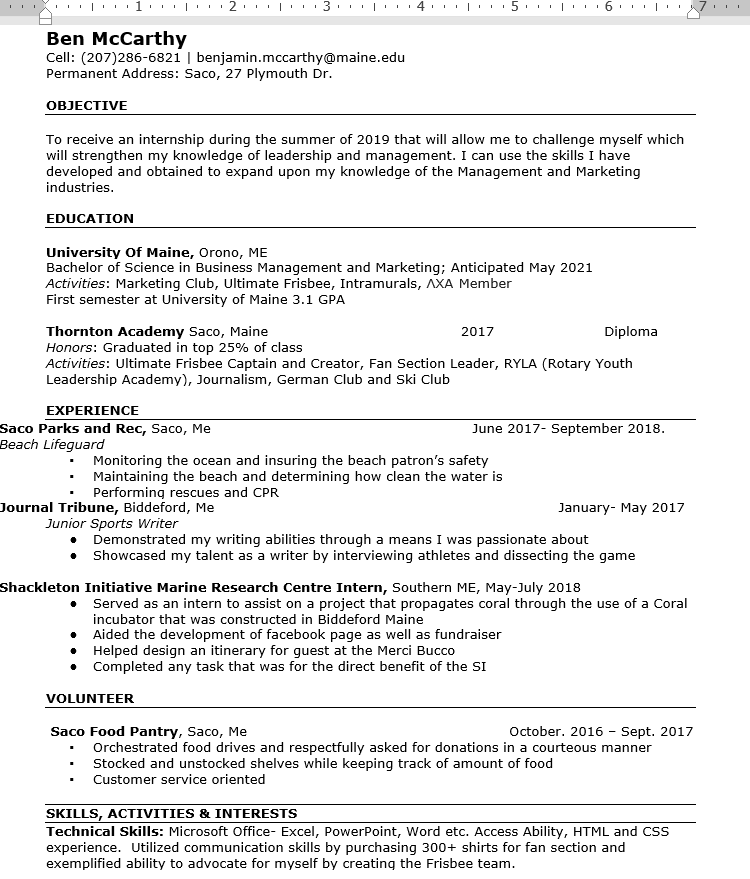 1 2 3 4 5 6 7
Ben McCarthy
Cell: (207)286-6821 | benjamin.mccarthy@maine.edu
Permanent Address: Saco, 27 Plymouth Dr.
OBJECTIVE
To receive an internship during the summer of 2019 that will allow me to challenge myself which
will strengthen my knowledge of leadership and management. I can use the skills I have
developed and obtained to expand upon my knowledge of the Management and Marketing
industries.
EDUCATION
University Of Maine, Orono, ME
Bachelor of Science in Business Management and Marketing; Anticipated May 2021
Activities: Marketing Club, Ultimate Frisbee, Intramurals, ΛΧΑ Member
First semester at University of Maine 3.1 GPA
Thornton Academy Saco, Maine 2017 Diploma
Honors: Graduated in top 25% of class
Activities: Ultimate Frisbee Captain and Creator, Fan Section Leader, RYLA (Rotary Youth
Leadership Academy), Journalism, German Club and Ski Club
EXPERIENCE
Saco Parks and Rec, Saco, Me June 2017- September 2018.
Beach Lifeguard
▪ Monitoring the ocean and insuring the beach patron’s safety
▪ Maintaining the beach and determining how clean the water is
▪ Performing rescues and CPR
Journal Tribune, Biddeford, Me January- May 2017
Junior Sports Writer
● Demonstrated my writing abilities through a means I was passionate about
● Showcased my talent as a writer by interviewing athletes and dissecting the game
Shackleton Initiative Marine Research Centre Intern, Southern ME, May-July 2018
● Served as an intern to assist on a project that propagates coral through the use of a Coral
incubator that was constructed in Biddeford Maine
● Aided the development of facebook page as well as fundraiser
● Helped design an itinerary for guest at the Merci Bucco
● Completed any task that was for the direct benefit of the SI
VOLUNTEER
Saco Food Pantry, Saco, Me October. 2016 – Sept. 2017
▪ Orchestrated food drives and respectfully asked for donations in a courteous manner
▪ Stocked and unstocked shelves while keeping track of amount of food
▪ Customer service oriented
SKILLS, ACTIVITIES & INTERESTS
Technical Skills: Microsoft Office- Excel, PowerPoint, Word etc. Access Ability, HTML and CSS
experience.  Utilized communication skills by purchasing 300+ shirts for fan section and
exemplified ability to advocate for myself by creating the Frisbee team.